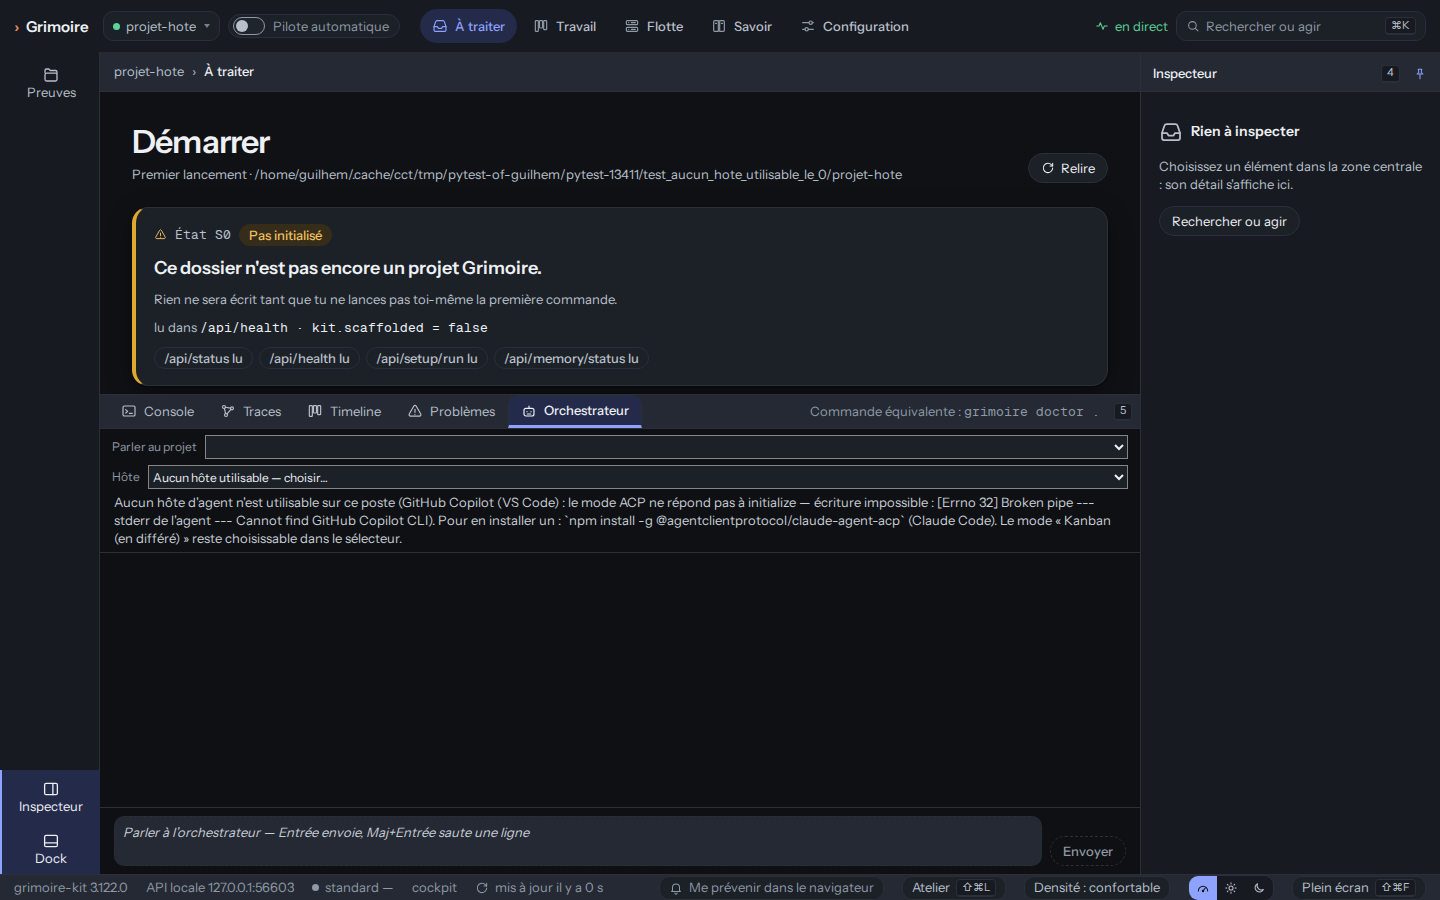 › Grimoire
projet-hote
Pilote automatique
À traiter
Travail
Flotte
Savoir
Configuration
en direct
Rechercher ou agir
⌘K
Preuves
projet-hote › À traiter
Inspecteur
4
Démarrer
Premier lancement · /home/guilhem/.cache/cct/tmp/pytest-of-guilhem/pytest-13411/test_aucun_hote_utilisable_le_0/projet-hote
Relire
Rien à inspecter
Choisissez un élément dans la zone centrale
: son détail s'affiche ici.
Rechercher ou agir
État S0 Pas initialisé
Ce dossier n'est pas encore un projet Grimoire.
Rien ne sera écrit tant que tu ne lances pas toi-même la première commande.
lu dans /api/health · kit.scaffolded = false
/api/status lu
/api/health lu
/api/setup/run lu
/api/memory/status lu
Console
Traces
Timeline
Problèmes
Orchestrateur
Commande équivalente : grimoire doctor .
5
Parler au projet
Hôte
Aucun hôte utilisable — choisir…
Aucun hôte d'agent n'est utilisable sur ce poste (GitHub Copilot (VS Code) : le mode ACP ne répond pas à initialize — écriture impossible : [Errno 32] Broken pipe ---
stderr de l'agent --- Cannot find GitHub Copilot CLI). Pour en installer un : `npm install -g @agentclientprotocol/claude-agent-acp` (Claude Code). Le mode « Kanban
(en différé) » reste choisissable dans le sélecteur.
Inspecteur
Dock
Parler à l'orchestrateur — Entrée envoie, Maj+Entrée saute une ligne
Envoyer
grimoire-kit 3.122.0
API locale 127.0.0.1:56603
standard —
cockpit
mis à jour il y a 0 s
Me prévenir dans le navigateur
Atelier ⇧⌘L
Densité : confortable
Plein écran ⇧⌘F